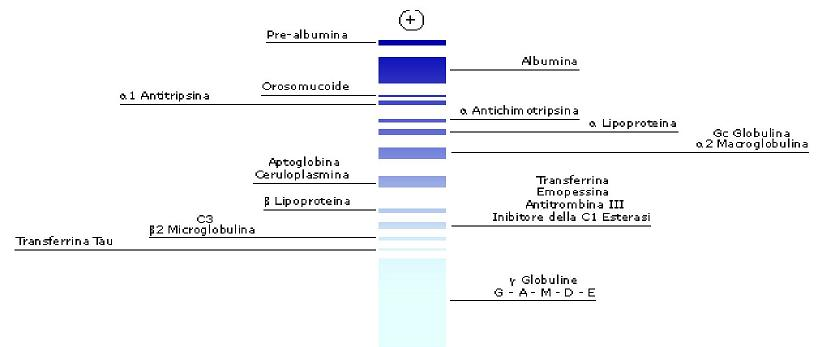 +
Pre-albumina
Albumina
Orosomucoide
α1 Antitripsina
α Antichimotripsina
α Lipoproteina
Gc Globulina
α2 Macroglobulina
Aptoglobina
Ceruloplasmina
Transferrina
Emopessina
Antitrombina III
Inibitore della C1 Esterasi
β Lipoproteina
C3
β2 Microglobulina
Transferrina Tau
γ Globuline
G - A - M - D - E